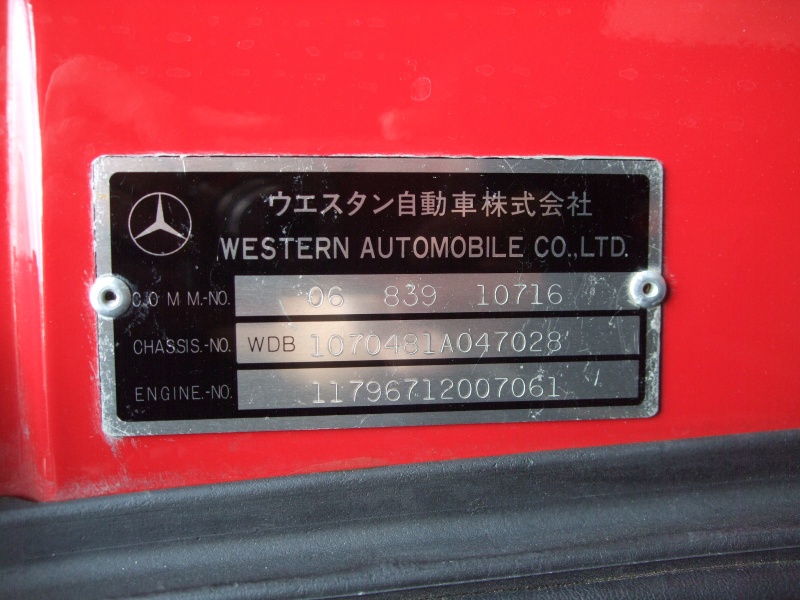 ウエスタン自動車株式会社
WESTERN AUTOMOBILE CO.,LTD.
COMM.-NO. 06 839 10716
CHASSIS.-NO. WDB 1070481A047028
ENGINE.-NO. 11796712007061